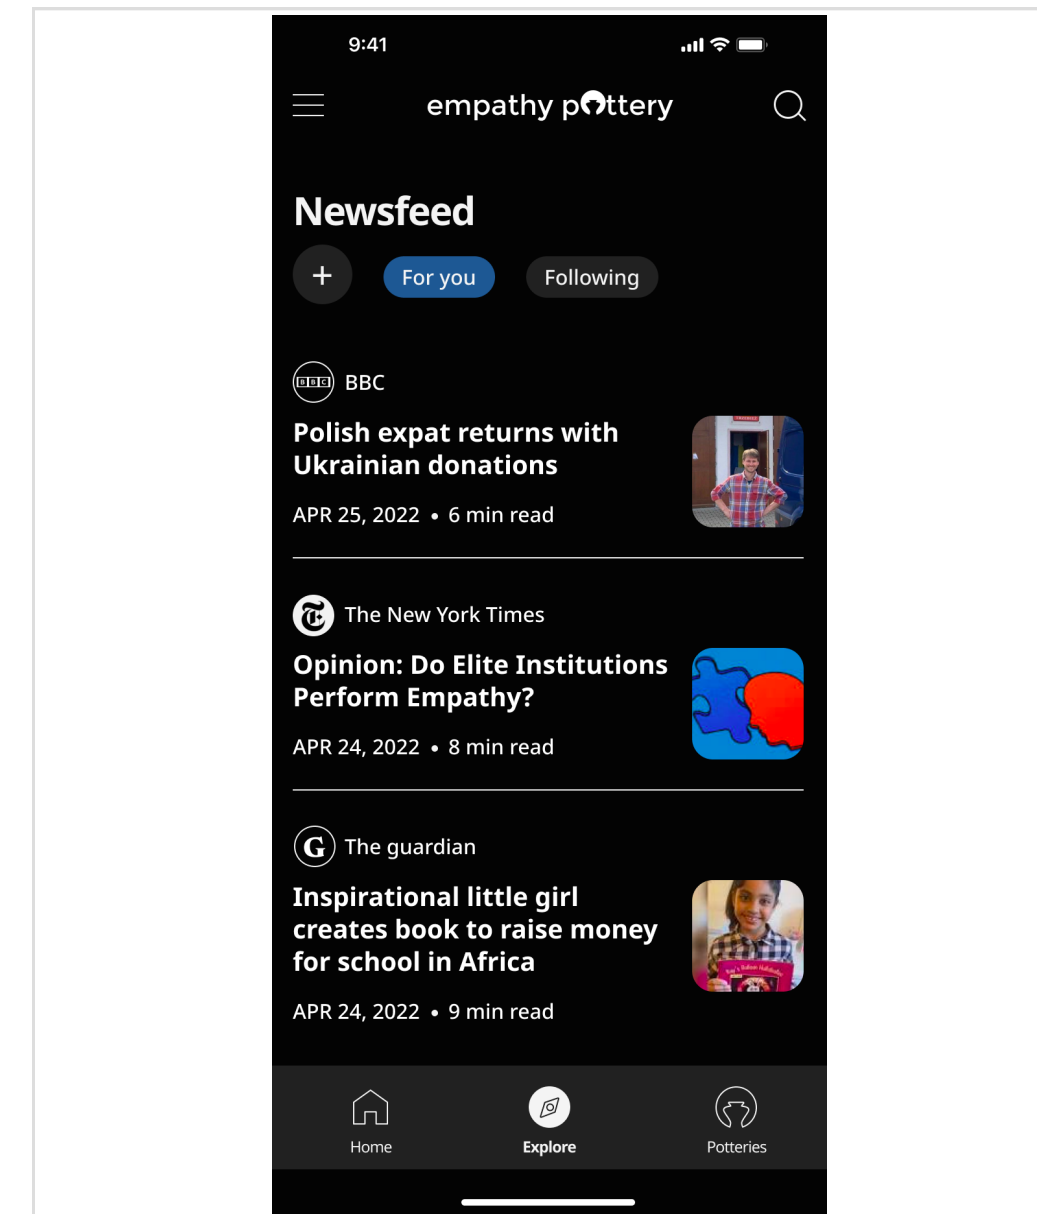 9:41
empathy pottery
Newsfeed
+ For you Following
BBC BBC
Polish expat returns with
Ukrainian donations
APR 25, 2022 • 6 min read
The New York Times
Opinion: Do Elite Institutions
Perform Empathy?
APR 24, 2022 • 8 min read
G The guardian
Inspirational little girl
creates book to raise money
for school in Africa
APR 24, 2022 • 9 min read
Home Explore Potteries